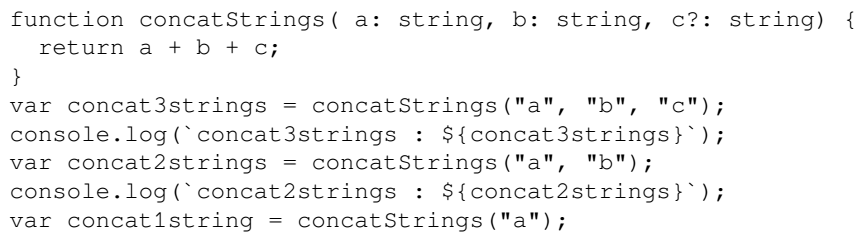 function concatStrings( a: string, b: string, c?: string) {
  return a + b + c;
}
var concat3strings = concatStrings("a", "b", "c");
console.log(`concat3strings : ${concat3strings}`);
var concat2strings = concatStrings("a", "b");
console.log(`concat2strings : ${concat2strings}`);
var concat1string = concatStrings("a");